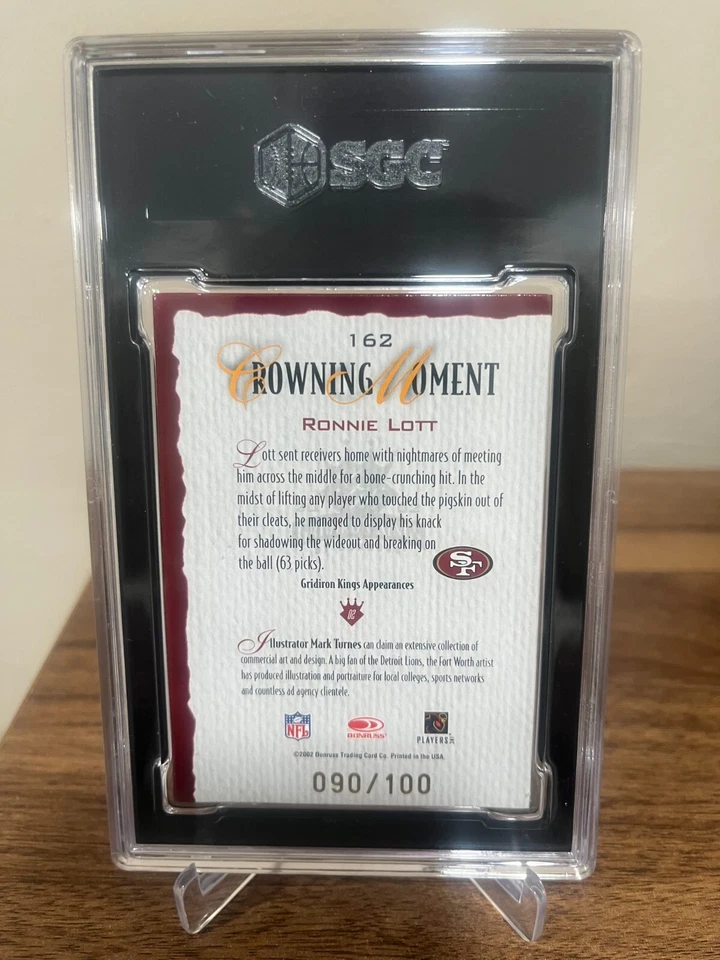 SGC
162
CROWNING MOMENT
RONNIE LOTT
Lott sent receivers home with nightmares of meeting
him across the middle for a bone-crunching hit. In the
midst of lifting any player who touched the pigskin out of
their cleats, he managed to display his knack
for shadowing the wideout and breaking on
the ball (63 picks).
SF
Gridiron Kings Appearances
02
Illustrator Mark Turnes can claim an extensive collection of
commercial art and design. A big fan of the Detroit Lions, the Fort Worth artist
has produced illustration and portraiture for local colleges, sports networks
and countless ad agency clientele.
NFL
DONRUSS
PLAYERS INC
©2002 Donruss Trading Card Co. Printed in the USA.
090/100